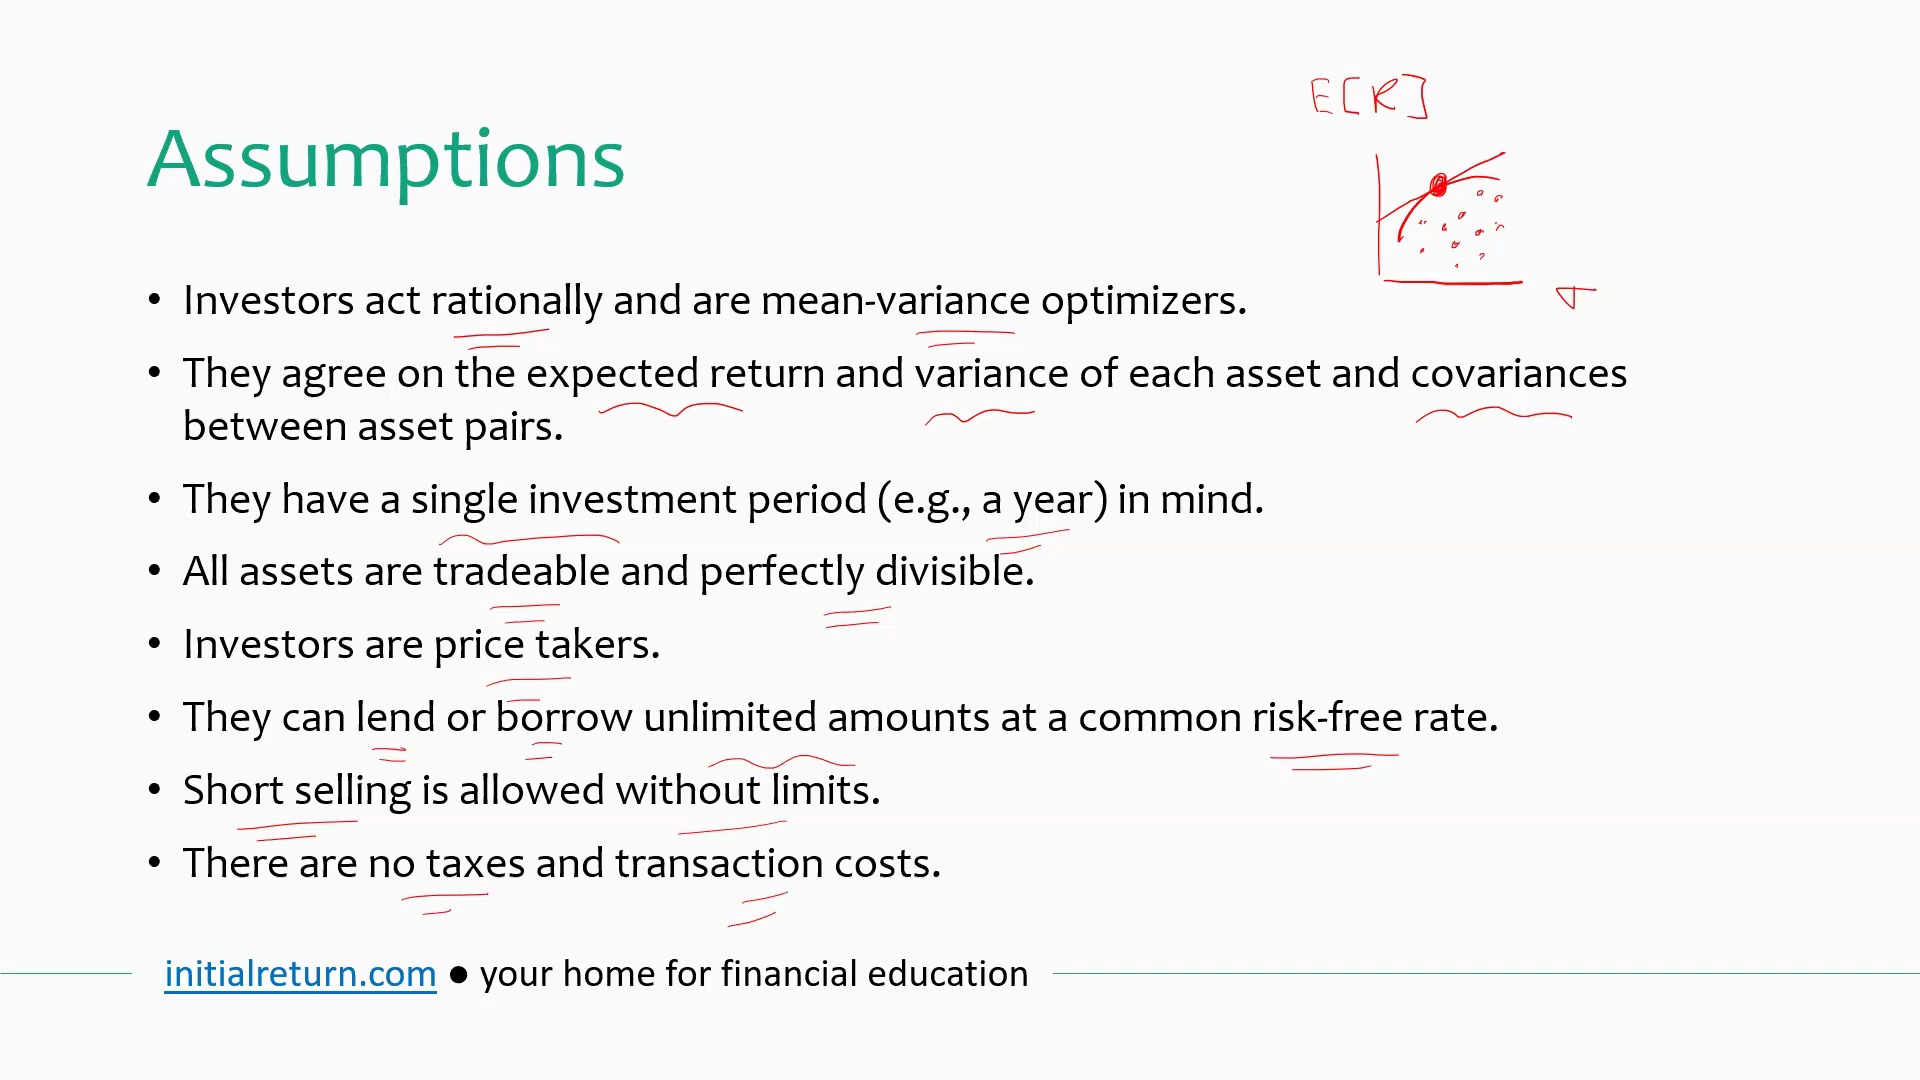 E[R]
Assumptions
σ
• Investors act rationally and are mean-variance optimizers.
• They agree on the expected return and variance of each asset and covariances
between asset pairs.
• They have a single investment period (e.g., a year) in mind.
• All assets are tradeable and perfectly divisible.
• Investors are price takers.
• They can lend or borrow unlimited amounts at a common risk-free rate.
• Short selling is allowed without limits.
• There are no taxes and transaction costs.
initialreturn.com ● your home for financial education